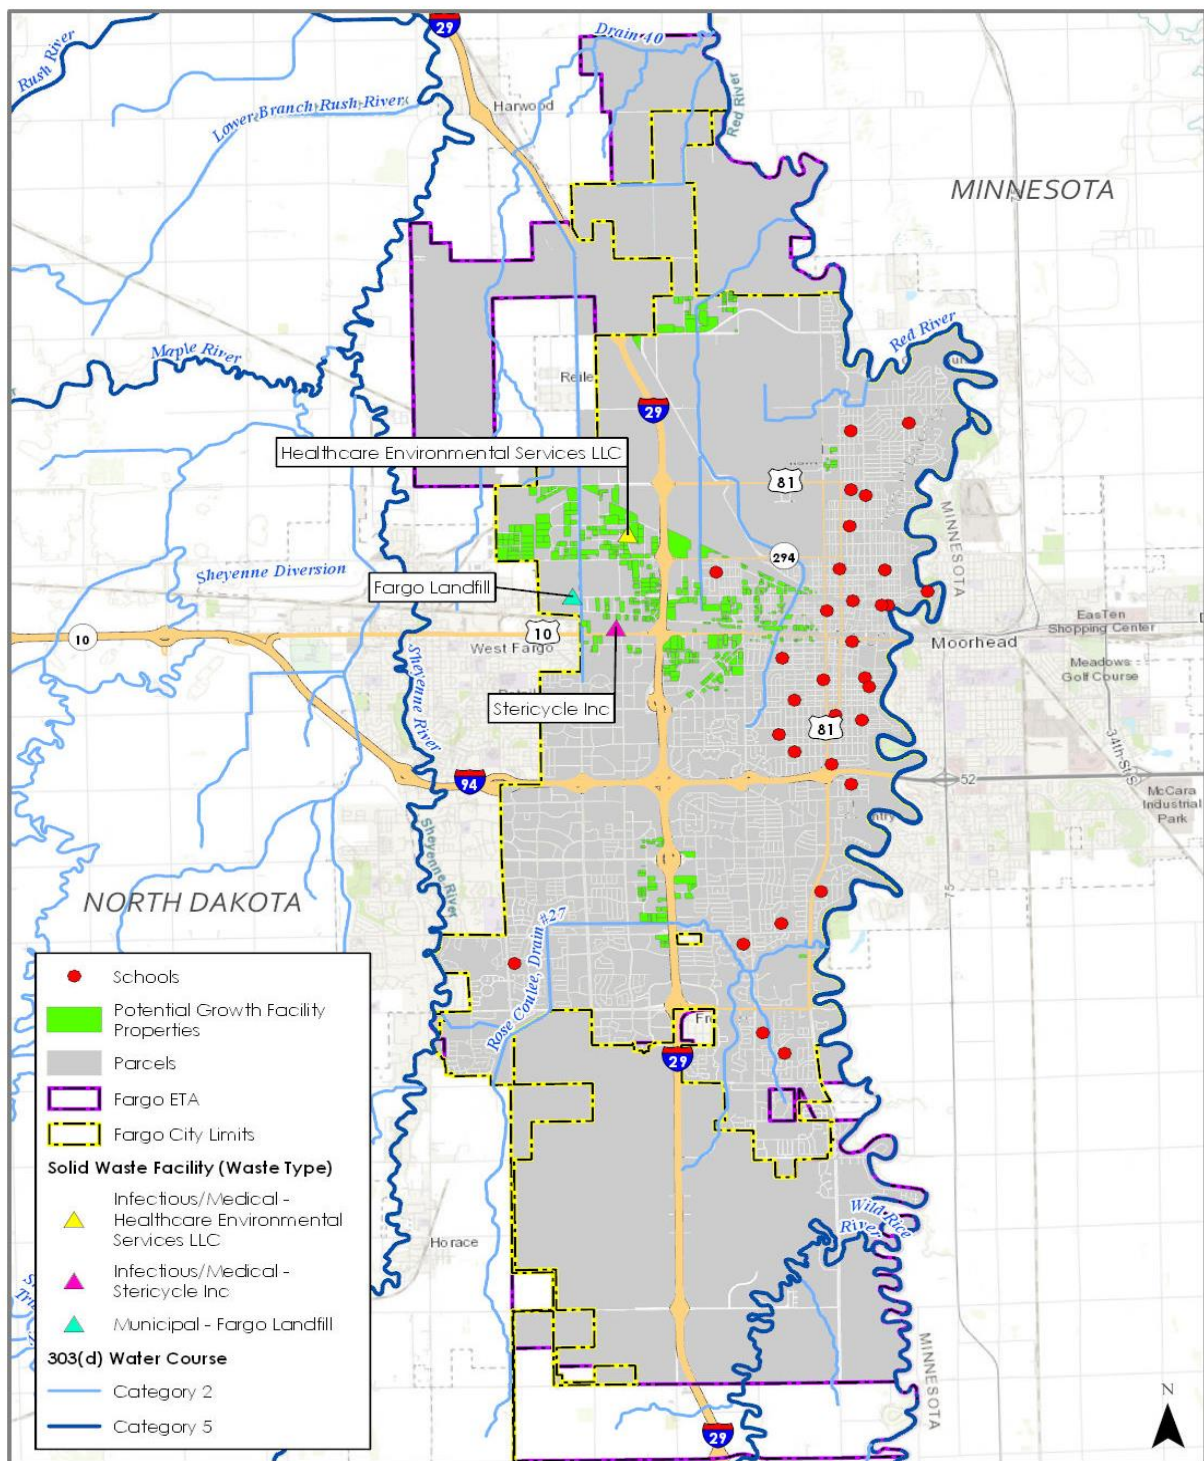 29
Drain 40
Rush River
Harwood
Lower Branch Rush River
Red River
MINNESOTA
Maple River
Red River
Reile
29
Healthcare Environmental Services LLC
81
MINNESOTA
294
Sheyenne Diversion
Fargo Landfill
10
10
West Fargo
EasTen
Shopping Center
Moorhead
Meadows
Golf Course
Sheyenne River
Stericycle Inc
81
34th St S
94
52
McCara
Industrial
Park
Sheyenne River
75
NORTH DAKOTA
Rose Coulee, Drain #27
Fr
29
Wild Rice
River
Horace
MINNESOTA
29
N
Schools
Potential Growth Facility
Properties
Parcels
Fargo ETA
Fargo City Limits
Solid Waste Facility (Waste Type)
Infectious/Medical -
Healthcare Environmental
Services LLC
Infectious/Medical -
Stericycle Inc
Municipal - Fargo Landfill
303(d) Water Course
Category 2
Category 5